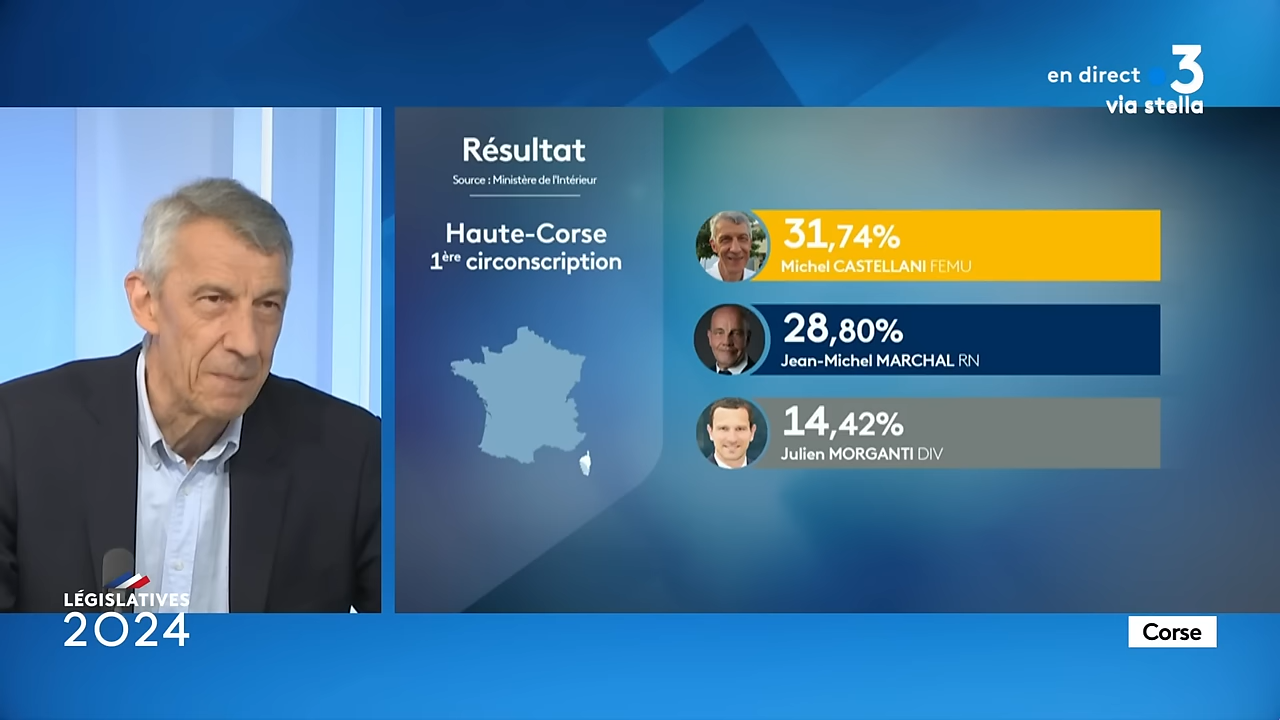 en direct 3
via stella
Résultat
Source : Ministère de l'Intérieur
Haute-Corse
1ère circonscription
31,74%
Michel CASTELLANI FEMU
28,80%
Jean-Michel MARCHAL RN
14,42%
Julien MORGANTI DIV
LÉGISLATIVES
2024
Corse